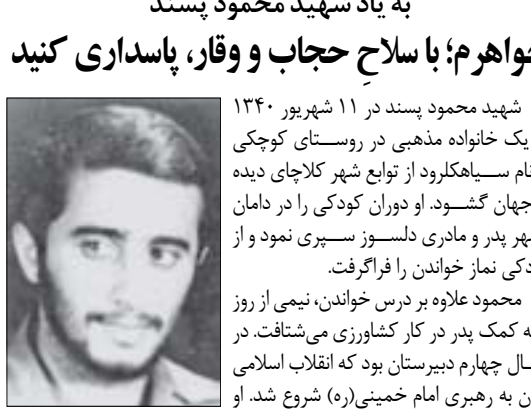 به یاد شهید محمود پسند
خواهرم؛ با سلاحِ حجاب و وقار، پاسداری کنید
شهید محمود پسند در ۱۱ شهریور ۱۳۴۰
یک خانواده مذهبی در روستای کوچکی
نام سیاهکلرود از توابع شهر کلاچای دیده
جهان گشود. او دوران کودکی را در دامان
پدر و مادری دلسوز سپری نمود و از
نماز خواندن را فراگرفت.
محمود علاوه بر درس خواندن، نیمی از روز
به کمک پدر در کار کشاورزی می‌شتافت. در
سال چهارم دبیرستان بود که انقلاب اسلامی
به رهبری امام خمینی(ره) شروع شد. او